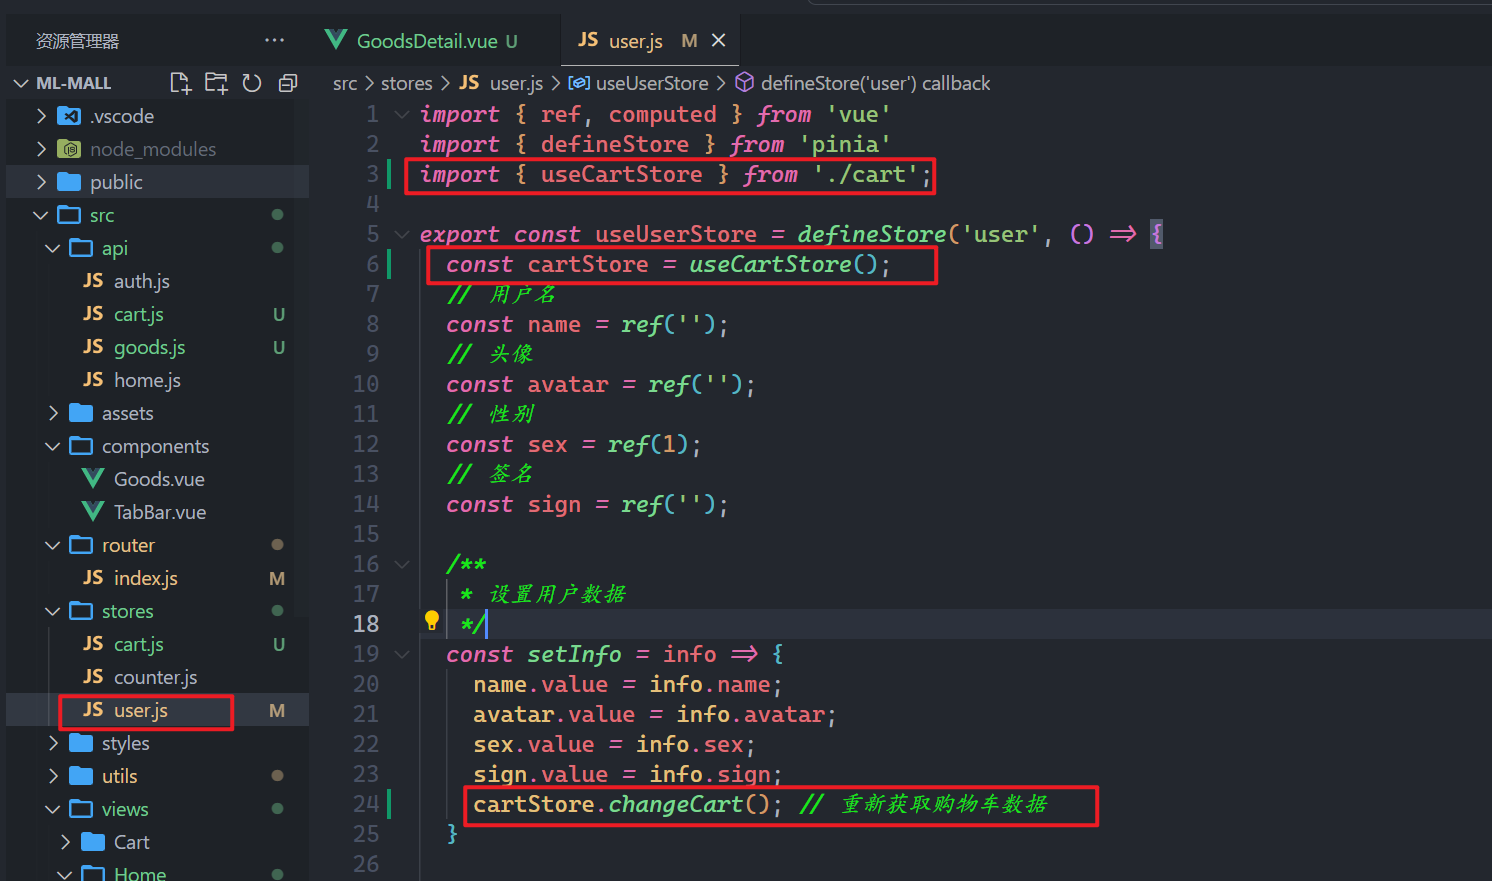 资源管理器 ···
GoodsDetail.vue U
JS user.js M
ML-MALL
src > stores > JS user.js > useUserStore > defineStore('user') callback
.vscode
node_modules
public
src
api
JS auth.js
JS cart.js U
JS goods.js U
JS home.js
assets
components
Goods.vue
TabBar.vue
router
JS index.js M
stores
JS cart.js U
JS counter.js
JS user.js M
styles
utils
views
Cart
Home
1 import { ref, computed } from 'vue'
2 import { defineStore } from 'pinia'
3 import { useCartStore } from './cart';
4
5 export const useUserStore = defineStore('user', () => {
6 const cartStore = useCartStore();
7 // 用户名
8 const name = ref('');
9 // 头像
10 const avatar = ref('');
11 // 性别
12 const sex = ref(1);
13 // 签名
14 const sign = ref('');
15
16 /**
17 * 设置用户数据
18 */
19 const setInfo = info => {
20 name.value = info.name;
21 avatar.value = info.avatar;
22 sex.value = info.sex;
23 sign.value = info.sign;
24 cartStore.changeCart(); // 重新获取购物车数据
25 }
26